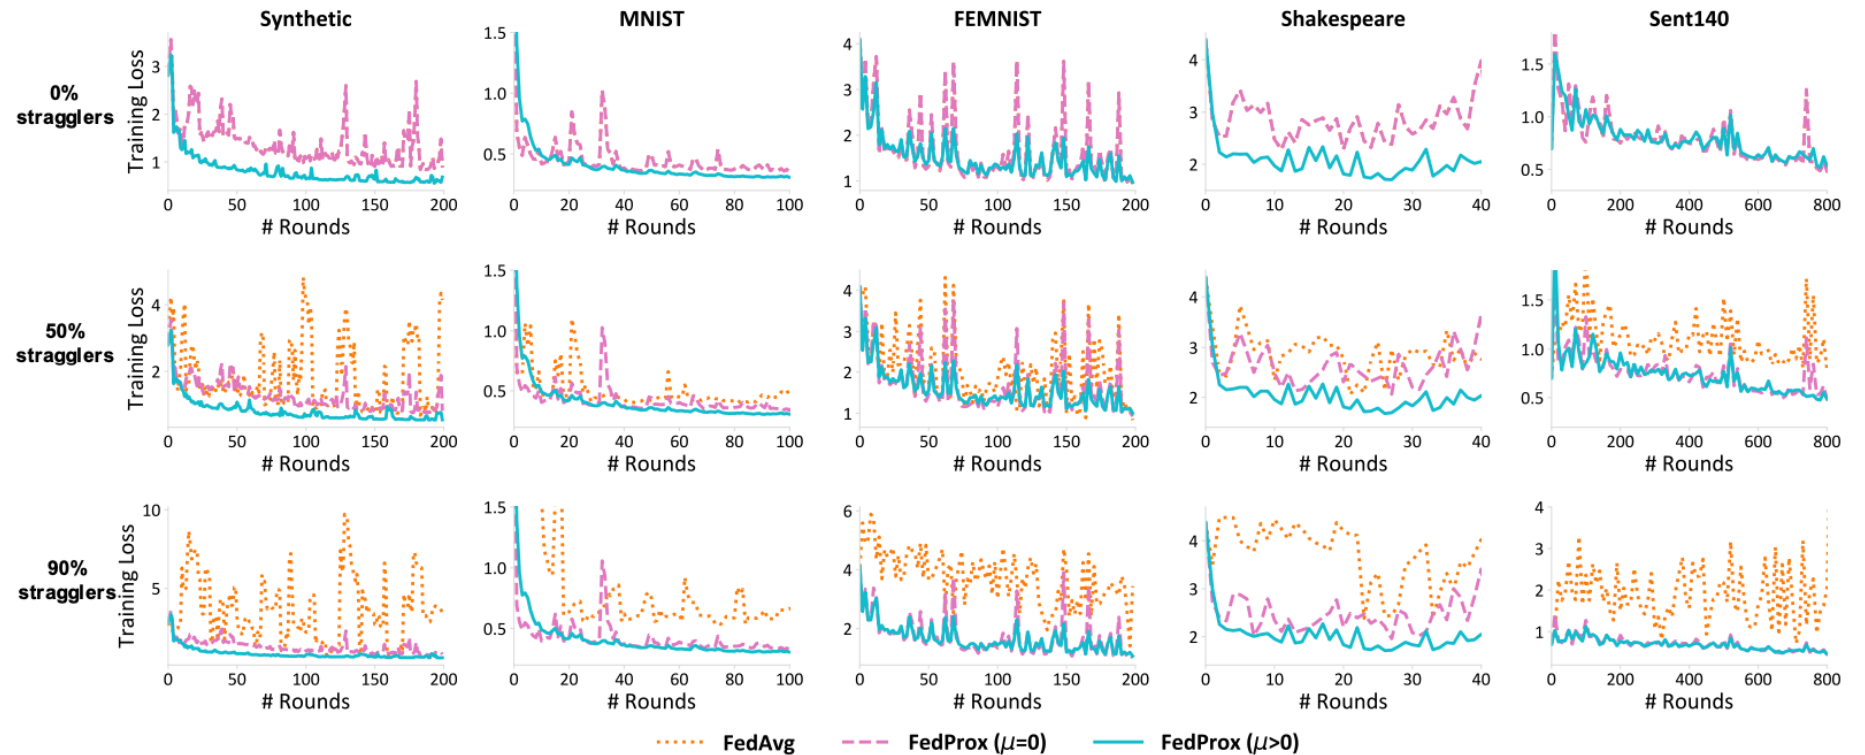 Synthetic MNIST FEMNIST Shakespeare Sent140
0%
stragglers
Training Loss
3
2
1
0 50 100 150 200
# Rounds
1.5
1.0
0.5
0 20 40 60 80 100
# Rounds
4
3
2
1
0 50 100 150 200
# Rounds
4
3
2
0 10 20 30 40
# Rounds
1.5
1.0
0.5
0 200 400 600 800
# Rounds
50%
stragglers
Training Loss
4
2
0 50 100 150 200
# Rounds
1.5
1.0
0.5
0 20 40 60 80 100
# Rounds
4
3
2
1
0 50 100 150 200
# Rounds
4
3
2
0 10 20 30 40
# Rounds
1.5
1.0
0.5
0 200 400 600 800
# Rounds
90%
stragglers
Training Loss
10
5
0 50 100 150 200
# Rounds
1.5
1.0
0.5
0 20 40 60 80 100
# Rounds
6
4
2
0 50 100 150 200
# Rounds
4
3
2
0 10 20 30 40
# Rounds
4
3
2
1
0 200 400 600 800
# Rounds
FedAvg FedProx (μ=0) FedProx (μ>0)